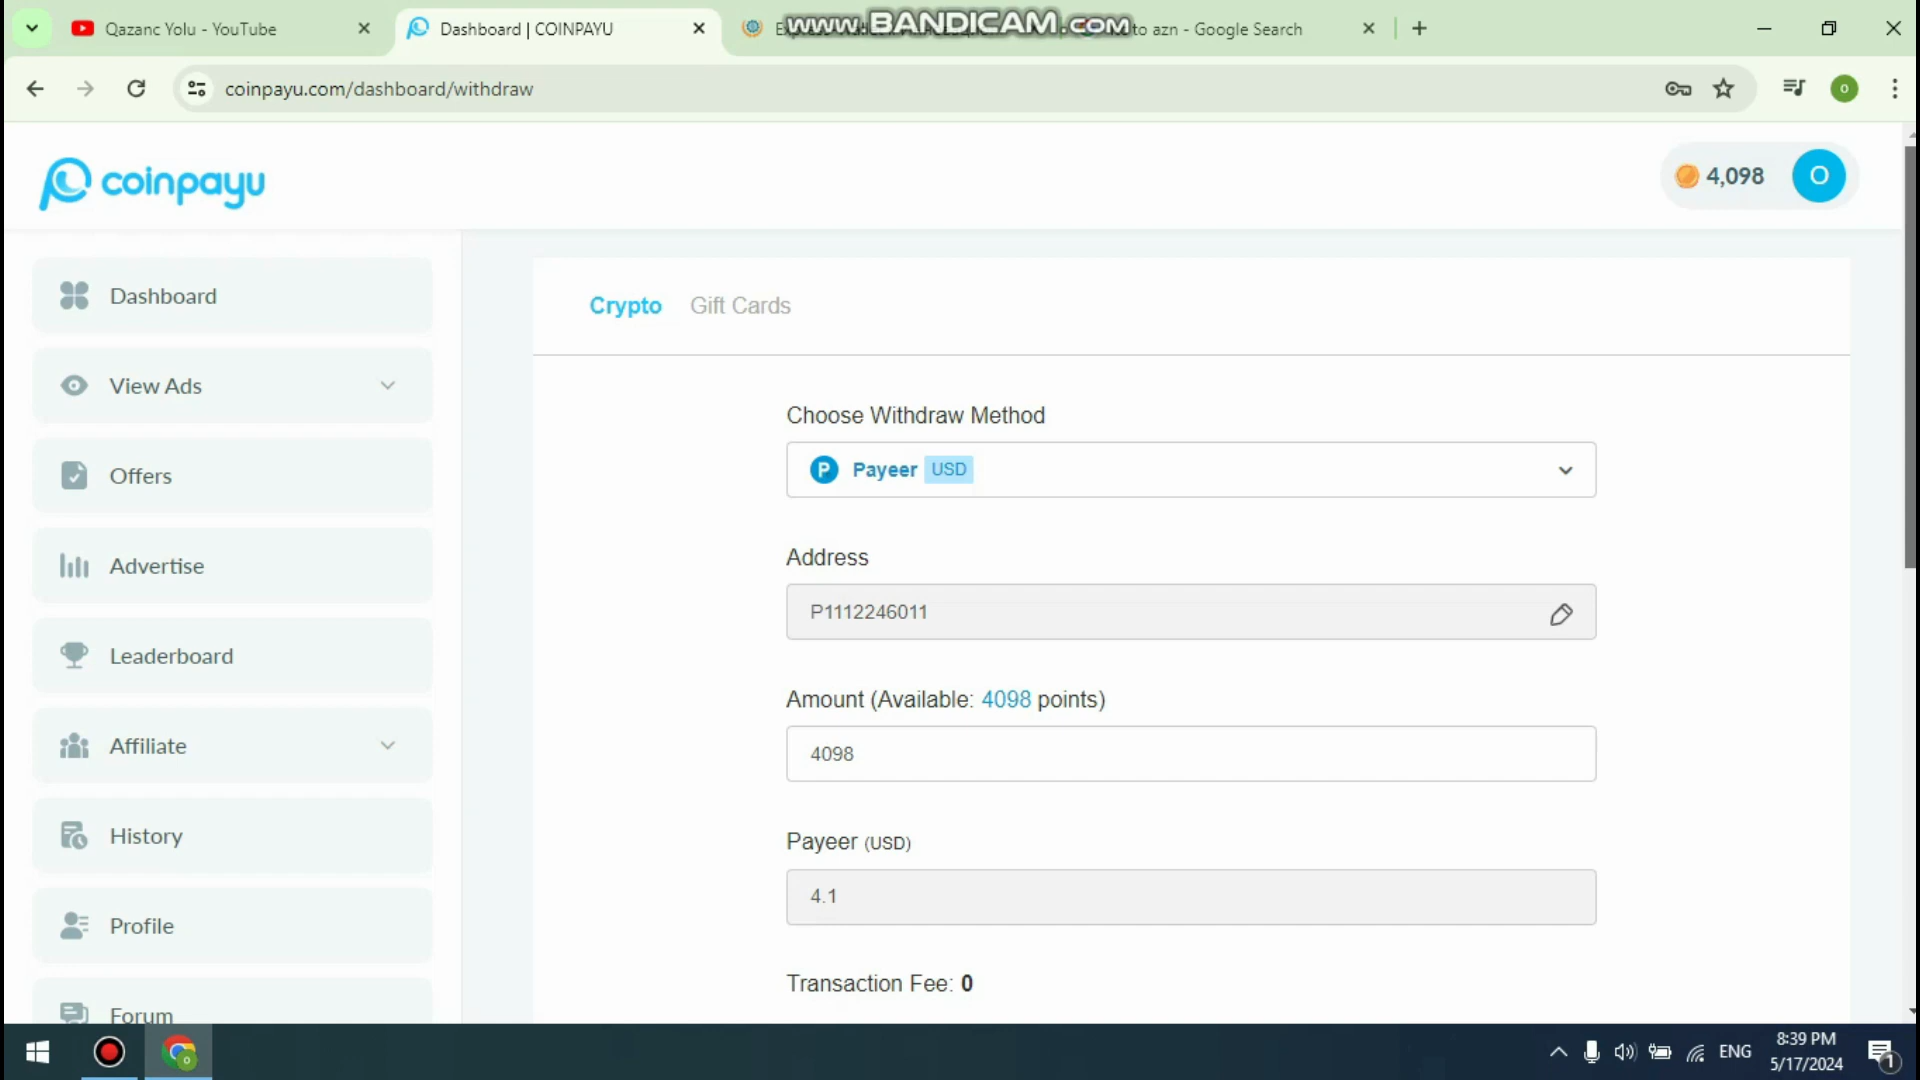 Qazanc Yolu - YouTube
Dashboard | COINPAYU
www.BANDICAM.com
to azn - Google Search
coinpayu.com/dashboard/withdraw
coinpayu
4,098
O
Dashboard
View Ads
Offers
Advertise
Leaderboard
Affiliate
History
Profile
Forum
Crypto
Gift Cards
Choose Withdraw Method
Payeer USD
Address
P1112246011
Amount (Available: 4098 points)
4098
Payeer (USD)
4.1
Transaction Fee: 0
ENG
8:39 PM
5/17/2024
1